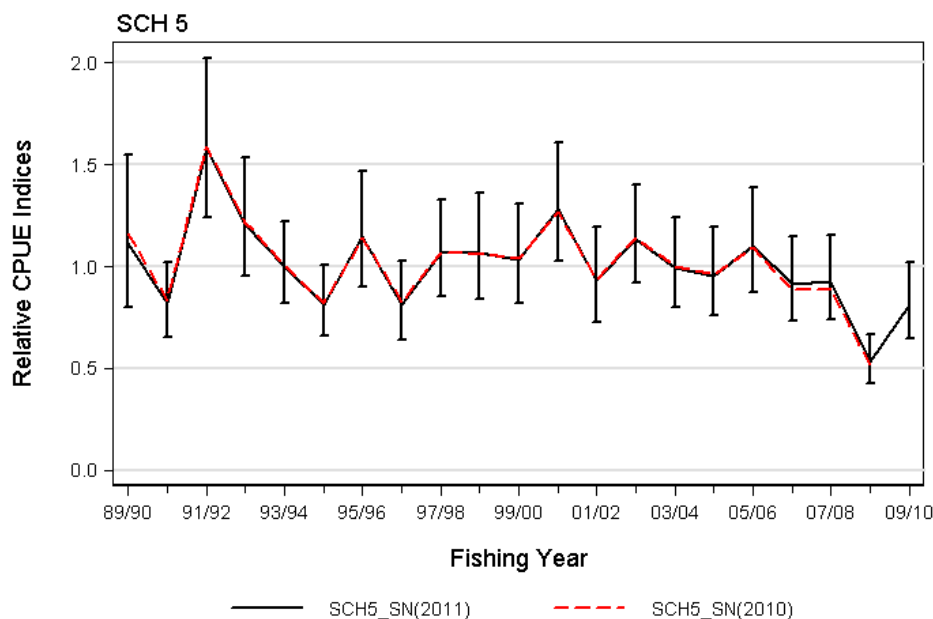 SCH 5
2.0
1.5
1.0
0.5
0.0
Relative CPUE Indices
89/90 91/92 93/94 95/96 97/98 99/00 01/02 03/04 05/06 07/08 09/10
Fishing Year
SCH5_SN(2011) SCH5_SN(2010)